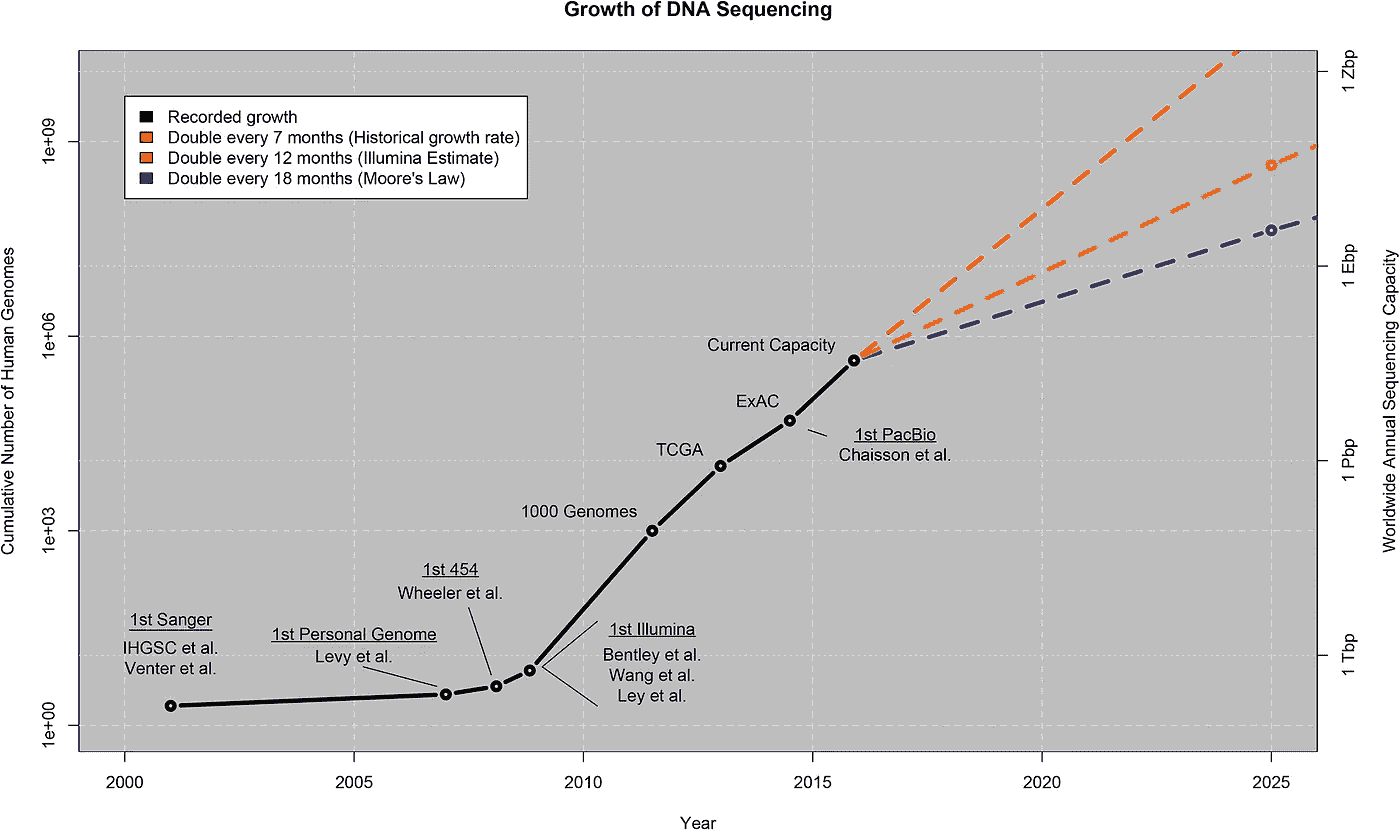 Growth of DNA Sequencing
Recorded growth
Double every 7 months (Historical growth rate)
Double every 12 months (Illumina Estimate)
Double every 18 months (Moore's Law)
Cumulative Number of Human Genomes
1e+09
1e+06
1e+03
1e+00
Worldwide Annual Sequencing Capacity
1 Zbp
1 Ebp
1 Pbp
1 Tbp
Current Capacity
ExAC
1st PacBio
Chaisson et al.
TCGA
1000 Genomes
1st 454
Wheeler et al.
1st Sanger
IHGSC et al.
Venter et al.
1st Personal Genome
Levy et al.
1st Illumina
Bentley et al.
Wang et al.
Ley et al.
2000
2005
2010
2015
2020
2025
Year